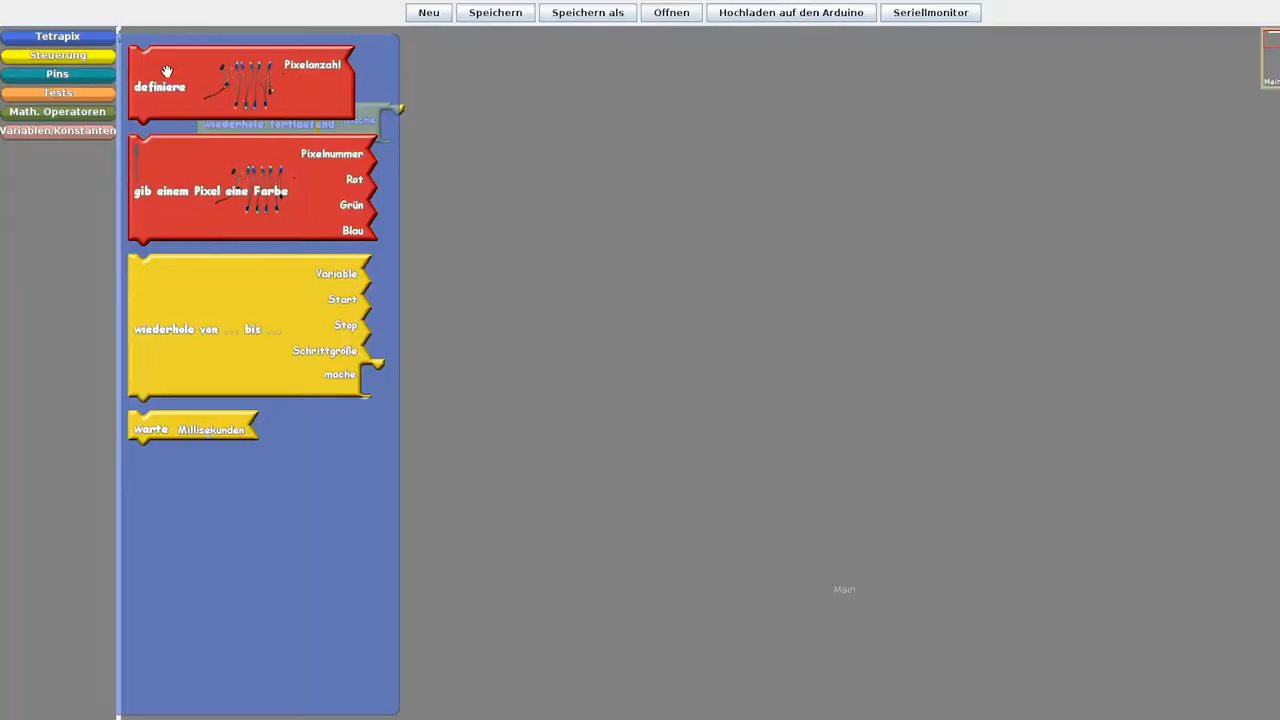 Neu Speichern Speichern als Öffnen Hochladen auf den Arduino Seriellmonitor
Tetrapix
Steuerung
Pins
Tests
Math. Operatoren
Variablen/Konstanten
definiere Pixelanzahl
wiederhole fortlaufend mache
gib einem Pixel eine Farbe
Pixelnummer
Rot
Grün
Blau
wiederhole von ... bis ...
Variable
Start
Stop
Schrittgröße
mache
warte Millisekunden
Main
Main